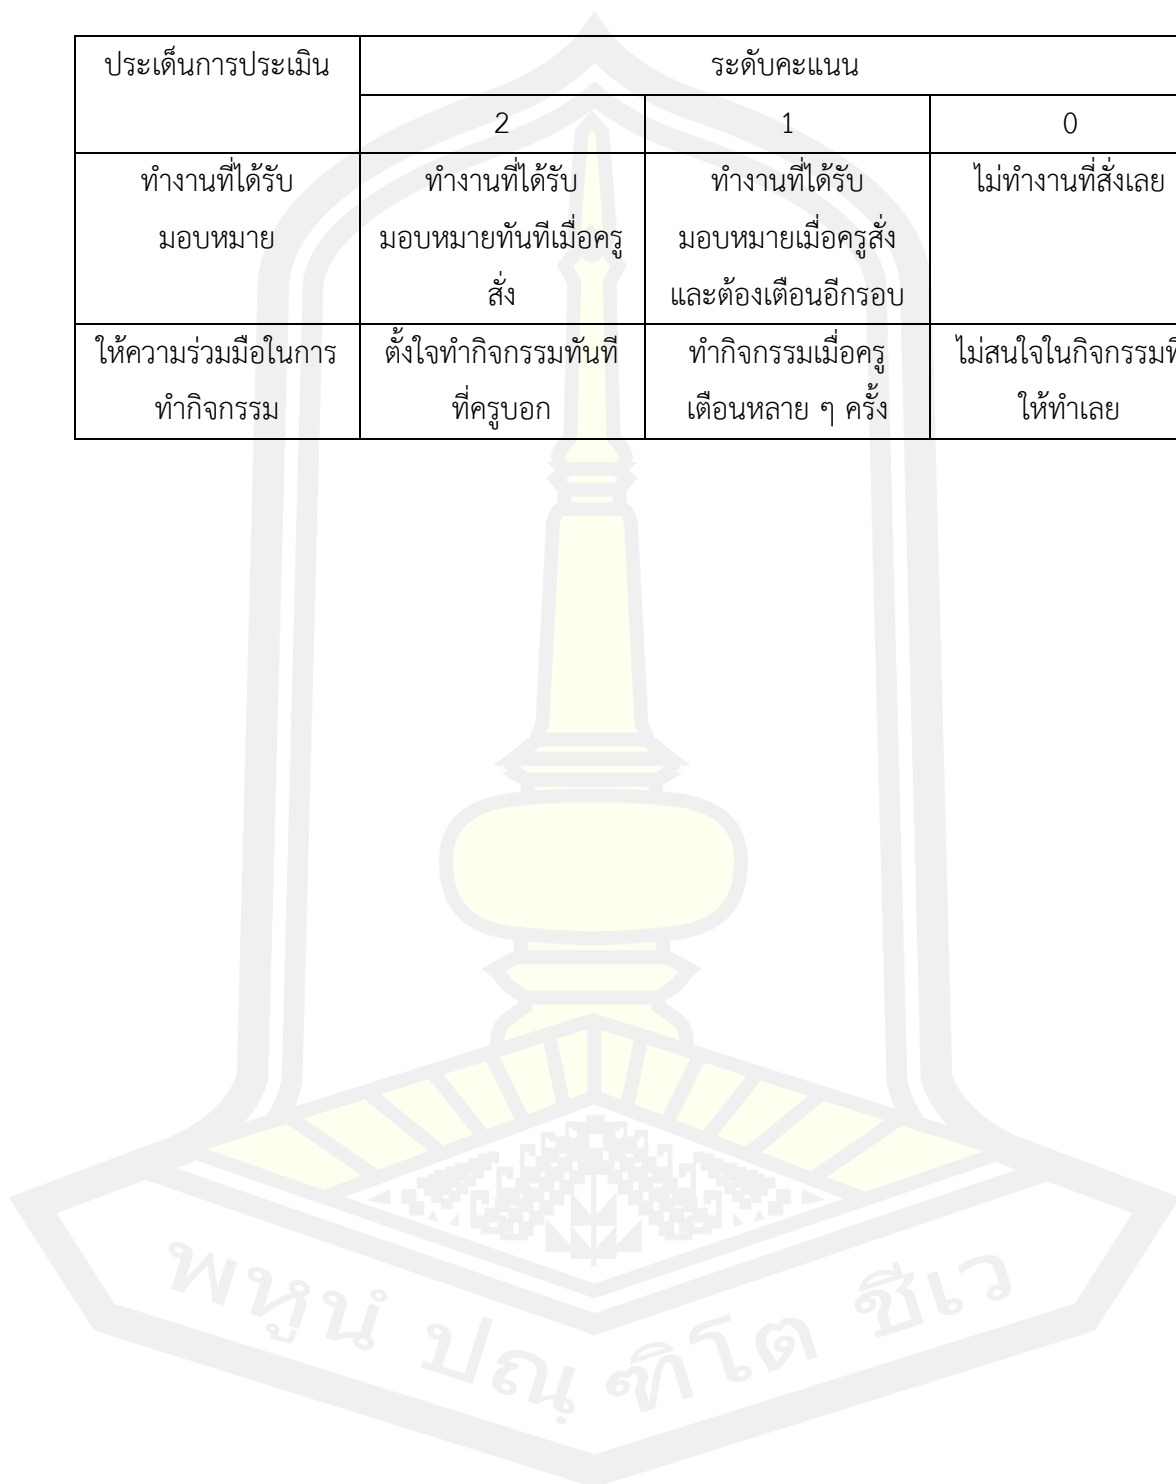 ประเด็นการประเมิน
ระดับคะแนน
2 1 0
ทำงานที่ได้รับ
มอบหมาย
ทำงานที่ได้รับ
มอบหมายทันทีเมื่อครู
สั่ง
ทำงานที่ได้รับ
มอบหมายเมื่อครูสั่ง
และต้องเตือนอีกรอบ
ไม่ทำงานที่สั่งเลย
ให้ความร่วมมือในการ
ทำกิจกรรม
ตั้งใจทำกิจกรรมทันที
ที่ครูบอก
ทำกิจกรรมเมื่อครู
เตือนหลาย ๆ ครั้ง
ไม่สนใจในกิจกรรมที่
ให้ทำเลย
พหูนํ ปณฺฑิโต ชีเว